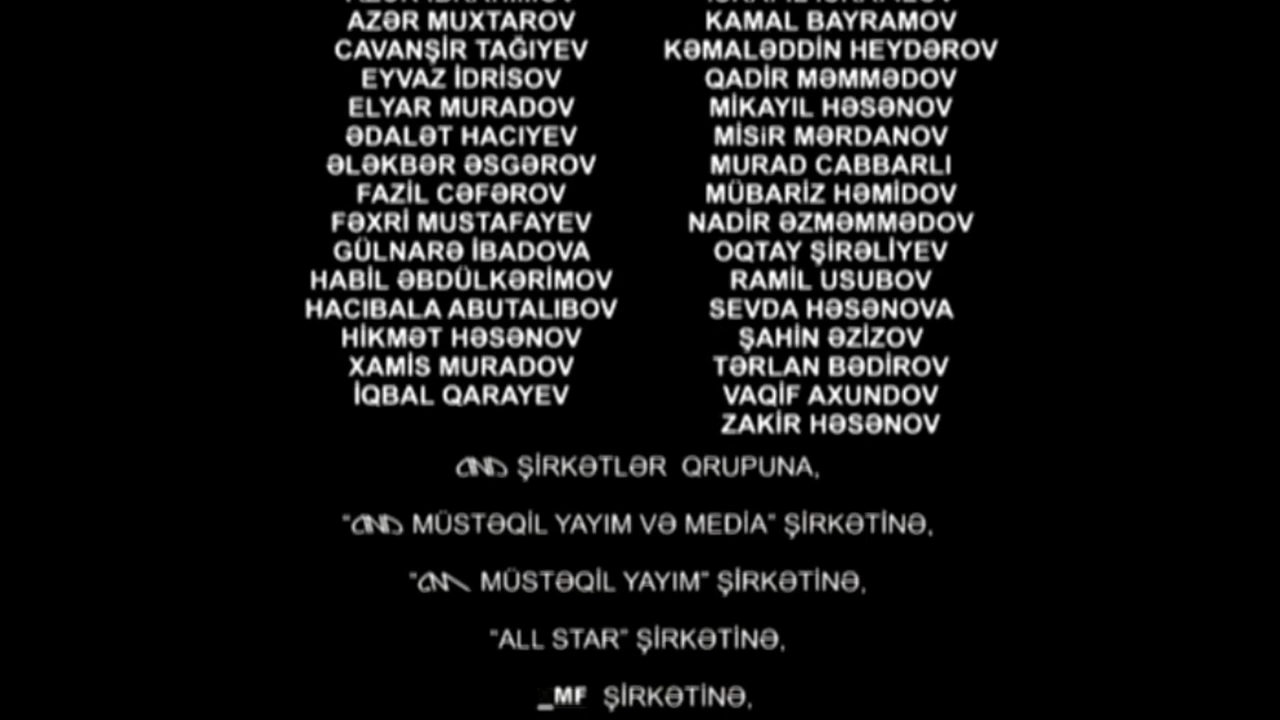 AZƏR MUXTAROV
CAVANŞİR TAĞIYEV
EYVAZ İDRİSOV
ELYAR MURADOV
ƏDALƏT HACIYEV
ƏLƏKBƏR ƏSGƏROV
FAZİL CƏFƏROV
FƏXRİ MUSTAFAYEV
GÜLNARƏ İBADOVA
HABİL ƏBDÜLKƏRİMOV
HACIBALA ABUTALIBOV
HİKMƏT HƏSƏNOV
XAMİS MURADOV
İQBAL QARAYEV
KAMAL BAYRAMOV
KƏMALƏDDİN HEYDƏROV
QADİR MƏMMƏDOV
MİKAYIL HƏSƏNOV
MİSiR MƏRDANOV
MURAD CABBARLI
MÜBARİZ HƏMİDOV
NADİR ƏZMƏMMƏDOV
OQTAY ŞİRƏLİYEV
RAMİL USUBOV
SEVDA HƏSƏNOVA
ŞAHİN ƏZİZOV
TƏRLAN BƏDİROV
VAQİF AXUNDOV
ZAKİR HƏSƏNOV
ŞİRKƏTLƏR QRUPUNA,
MÜSTƏQİL YAYIM VƏ MEDİA" ŞİRKƏTİNƏ,
MÜSTƏQİL YAYIM" ŞİRKƏTİNƏ,
"ALL STAR" ŞİRKƏTİNƏ,
_MF ŞİRKƏTİNƏ,